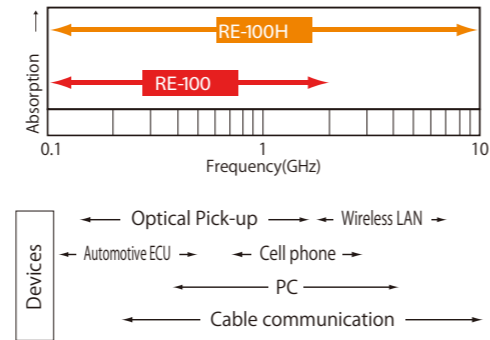 Absorption
RE-100H
RE-100
0.1 1 10
Frequency(GHz)
Devices
Optical Pick-up Wireless LAN
Automotive ECU Cell phone
PC
Cable communication